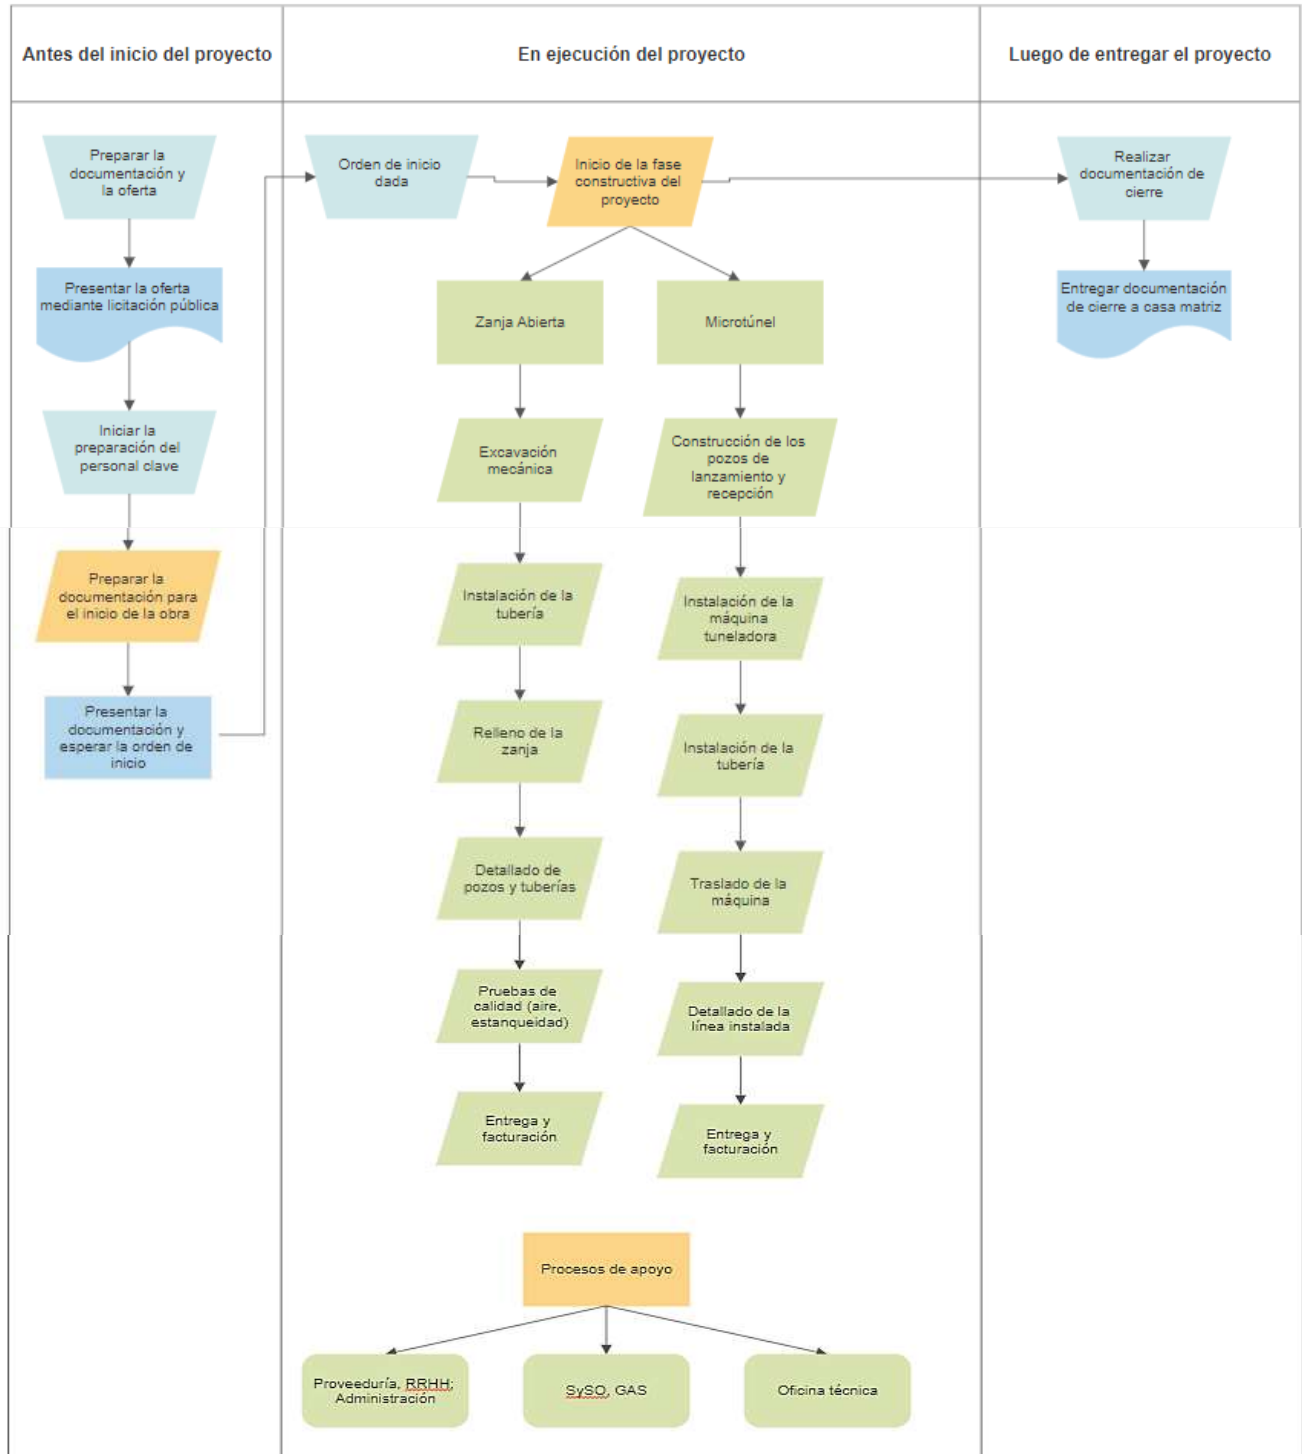 Antes del inicio del proyecto
En ejecución del proyecto
Luego de entregar el proyecto
Preparar la
documentación y
la oferta
Presentar la oferta
mediante licitación pública
Iniciar la
preparación del
personal clave
Preparar la
documentación para
el inicio de la obra
Presentar la
documentación y
esperar la orden de
inicio
Orden de inicio
dada
Inicio de la fase
constructiva del
proyecto
Zanja Abierta
Excavación
mecánica
Instalación de la
tubería
Relleno de la
zanja
Detallado de
pozos y tuberías
Pruebas de
calidad (aire,
estanqueidad)
Entrega y
facturación
Microtúnel
Construcción de los
pozos de
lanzamiento y
recepción
Instalación de la
máquina
tuneladora
Instalación de la
tubería
Traslado de la
máquina
Detallado de la
línea instalada
Entrega y
facturación
Procesos de apoyo
Proveeduría, RRHH;
Administración
SySO, GAS
Oficina técnica
Realizar
documentación de
cierre
Entregar documentación
de cierre a casa matriz